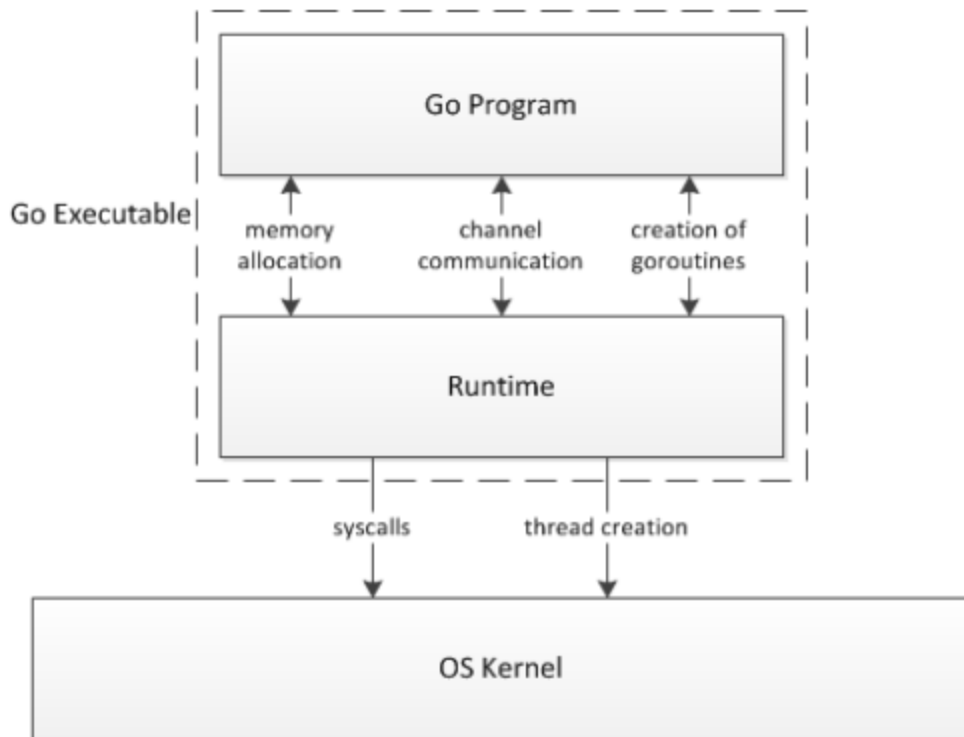 Go Program
Go Executable
memory
allocation
channel
communication
creation of
goroutines
Runtime
syscalls
thread creation
OS Kernel